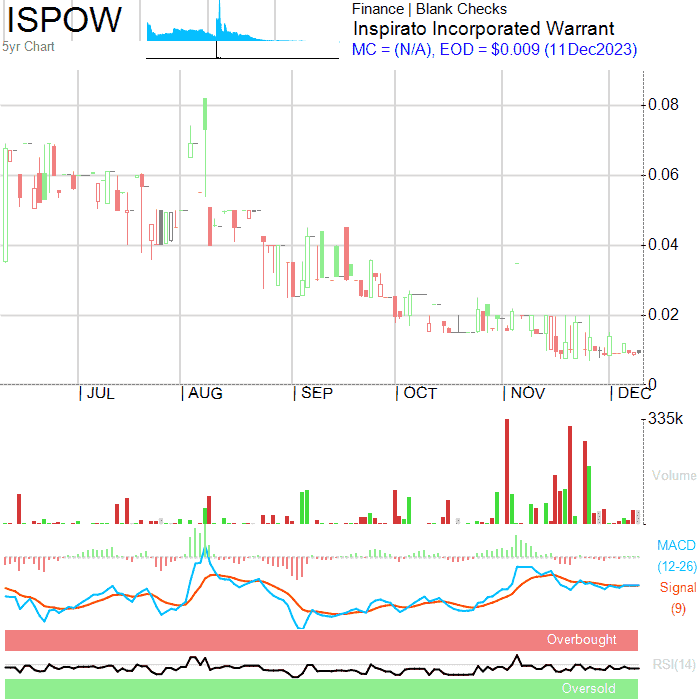 ISPOW
5yr Chart
Finance | Blank Checks
Inspirato Incorporated Warrant
MC = (N/A), EOD = $0.009 (11Dec2023)
0.08
0.06
0.04
0.02
0
| JUL | AUG | SEP | OCT | NOV | DEC
335k
Volume
MACD
(12-26)
Signal
(9)
Overbought
RSI(14)
Oversold